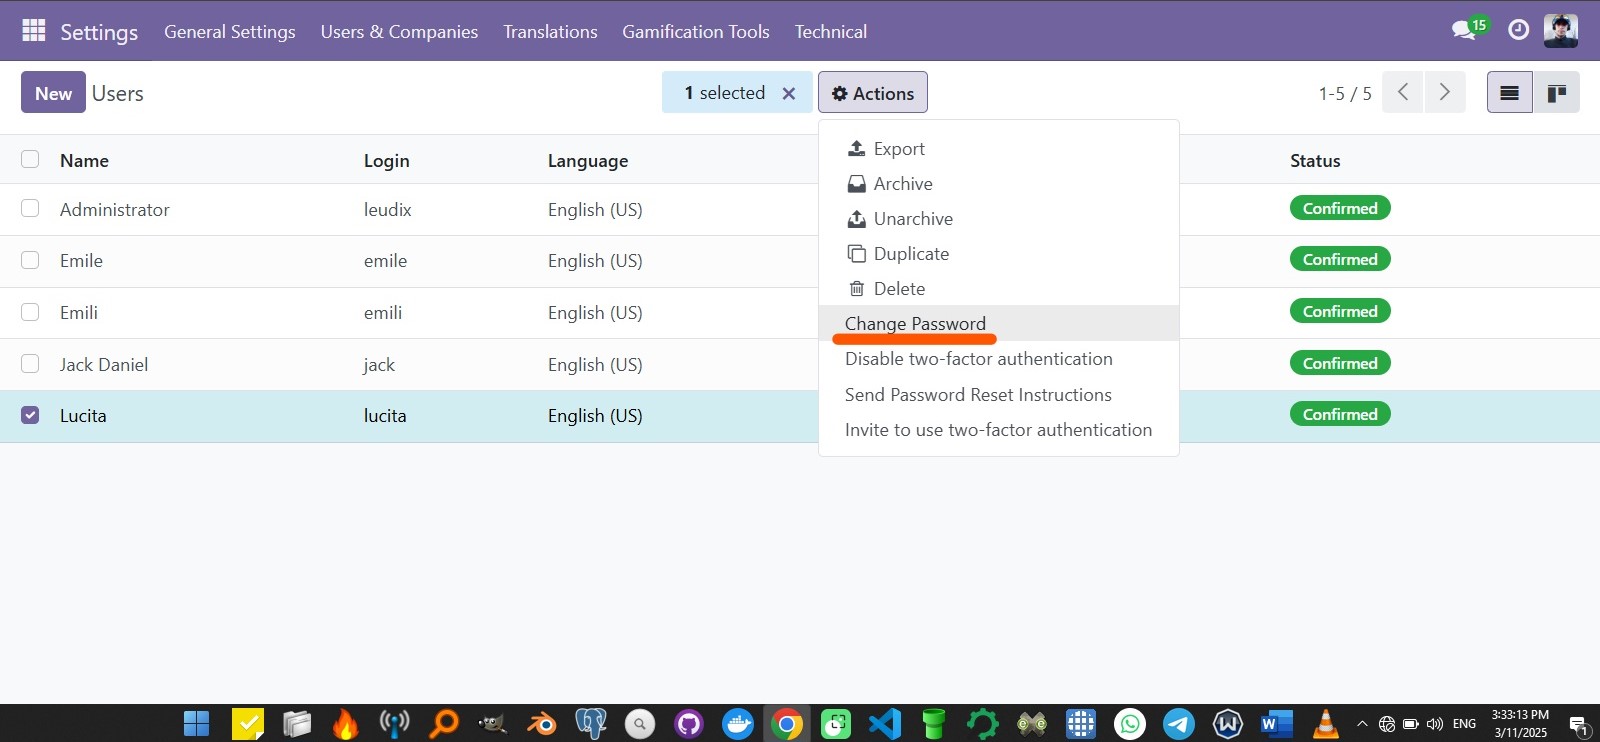 Settings General Settings Users & Companies Translations Gamification Tools Technical 15
New Users 1 selected Actions 1-5 / 5
Name Login Language Status
Administrator leudix English (US) Confirmed
Emile emile English (US) Confirmed
Emili emili English (US) Confirmed
Jack Daniel jack English (US) Confirmed
Lucita lucita English (US) Confirmed
Export
Archive
Unarchive
Duplicate
Delete
Change Password
Disable two-factor authentication
Send Password Reset Instructions
Invite to use two-factor authentication
ENG 3:33:13 PM
3/11/2025 1